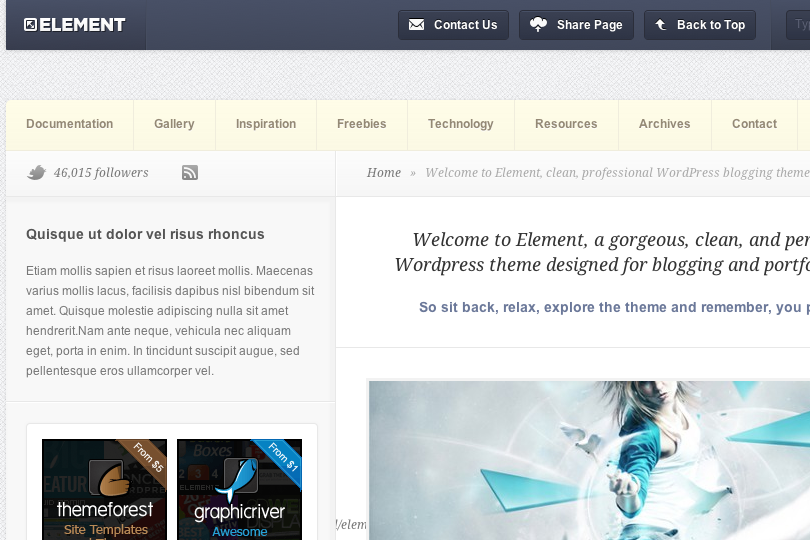 ELEMENT
Contact Us
Share Page
Back to Top
Documentation
Gallery
Inspiration
Freebies
Technology
Resources
Archives
Contact
46,015 followers
Home » Welcome to Element, clean, professional WordPress blogging theme
Quisque ut dolor vel risus rhoncus
Etiam mollis sapien et risus laoreet mollis. Maecenas
varius mollis lacus, facilisis dapibus nisl bibendum sit
amet. Quisque molestie adipiscing nulla sit amet
hendrerit.Nam ante neque, vehicula nec aliquam
eget, porta in enim. In tincidunt suscipit augue, sed
pellentesque eros ullamcorper vel.
Welcome to Element, a gorgeous, clean, and
Wordpress theme designed for blogging and
So sit back, relax, explore the theme and remember, you
From $5
themeforest
Site Templates
From $1
graphicriver
Awesome